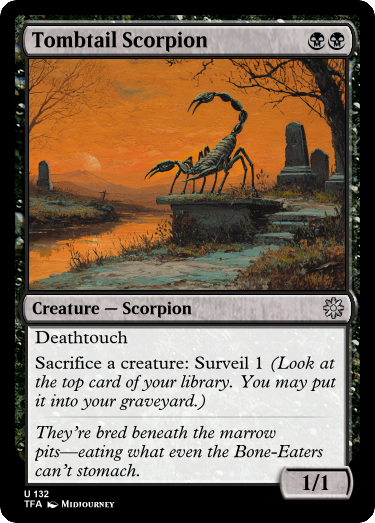 Tombtail Scorpion
Creature — Scorpion
Deathtouch
Sacrifice a creature: Surveil 1 (Look at
the top card of your library. You may put
it into your graveyard.)
They're bred beneath the marrow
pits—eating what even the Bone-Eaters
can't stomach.
1/1
U 132
TFA Midjourney